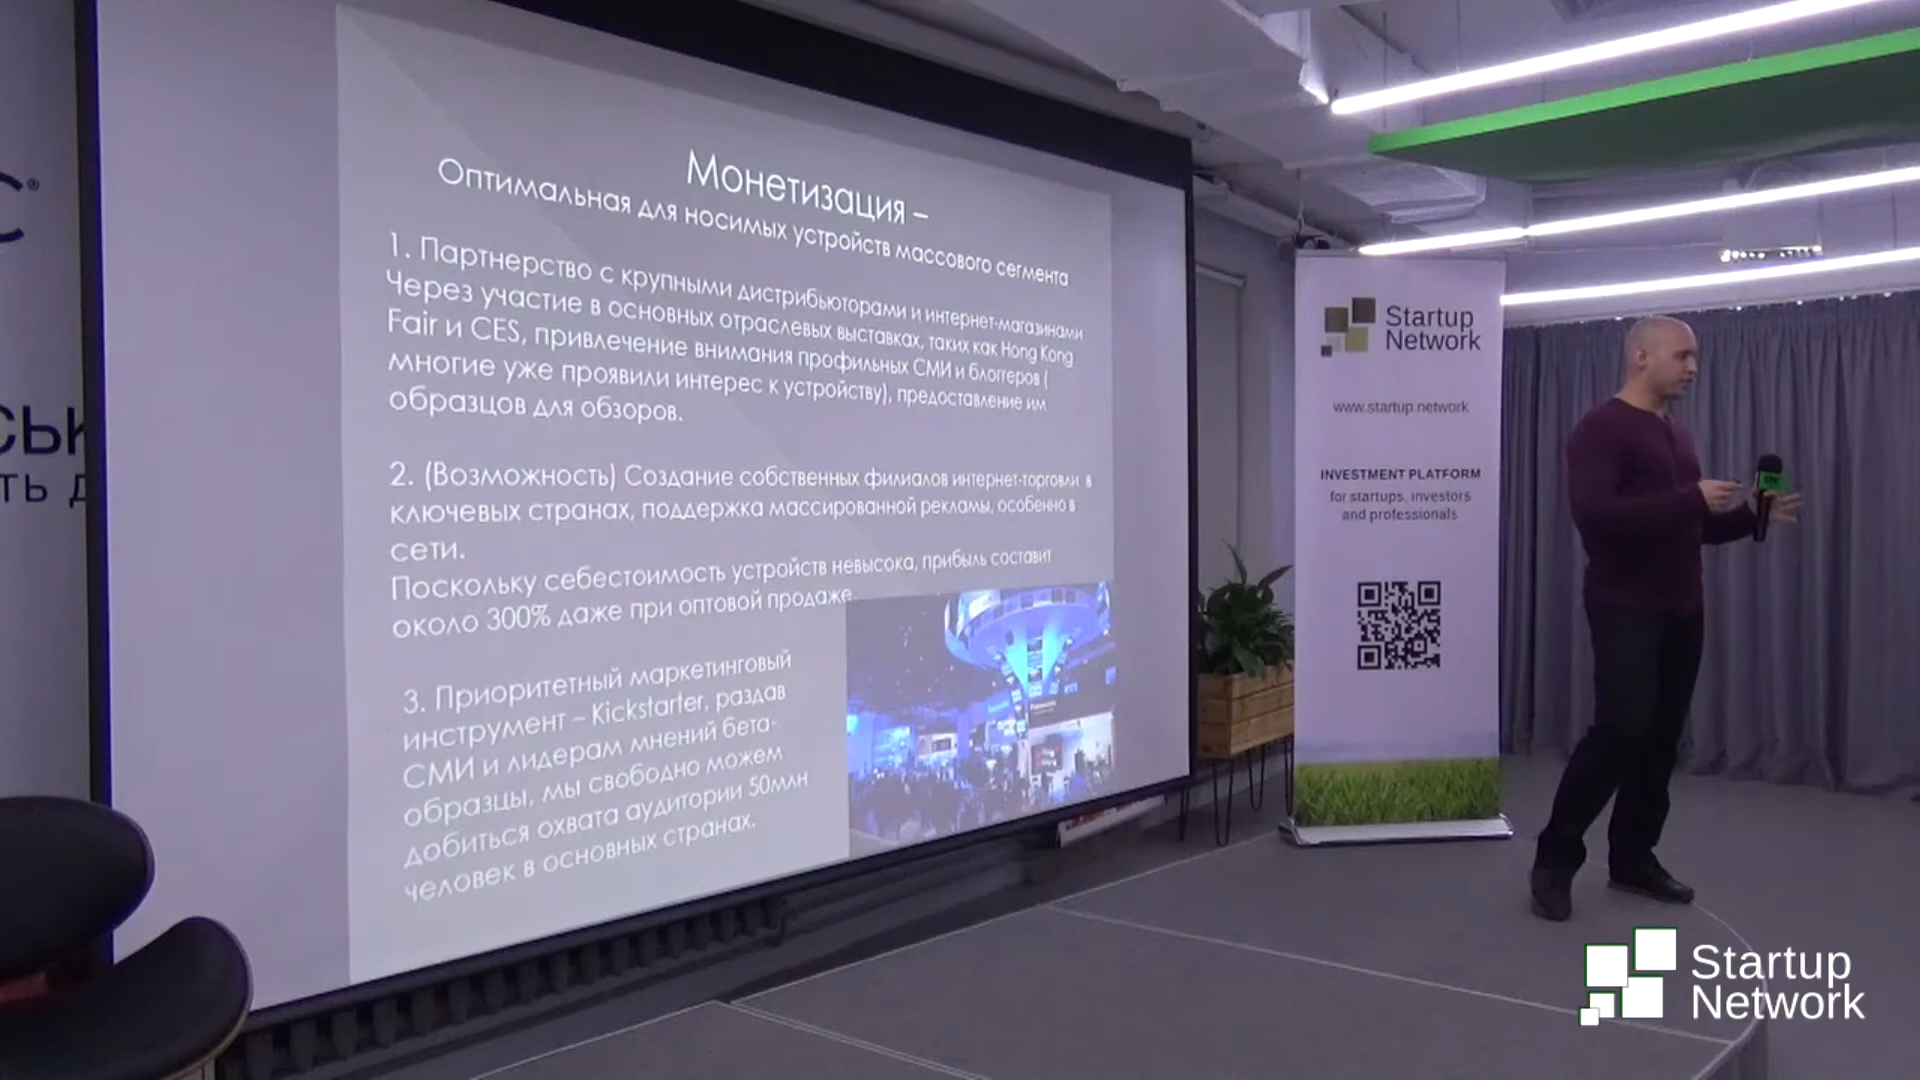 Монетизация –
Оптимальная для носимых устройств массового сегмента
1. Партнерство с крупными дистрибьюторами и интернет-магазинами
Через участие в основных отраслевых выставках, таких как Hong Kong
Fair и CES, привлечение внимания профильных СМИ и блоггеров (
многие уже проявили интерес к устройству), предоставление им
образцов для обзоров.
2. (Возможность) Создание собственных филиалов интернет-торговли в
ключевых странах, поддержка массированной рекламы, особенно в
сети.
Поскольку себестоимость устройств невысока, прибыль составит
около 300% даже при оптовой продаже.
3. Приоритетный маркетинговый
инструмент – Kickstarter, раздав
СМИ и лидерам мнений бета-
образцы, мы свободно можем
добиться охвата аудитории 50млн
человек в основных странах.
Startup
Network
www.startup.network
INVESTMENT PLATFORM
for startups, investors
and professionals
Startup
Network